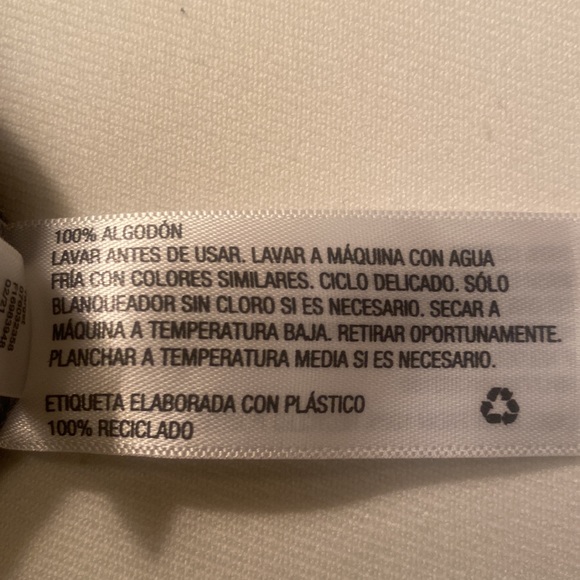 100% ALGODÓN
LAVAR ANTES DE USAR. LAVAR A MÁQUINA CON AGUA
FRÍA CON COLORES SIMILARES. CICLO DELICADO. SÓLO
BLANQUEADOR SIN CLORO SI ES NECESARIO. SECAR A
MÁQUINA A TEMPERATURA BAJA. RETIRAR OPORTUNAMENTE.
PLANCHAR A TEMPERATURA MEDIA SI ES NECESARIO.
ETIQUETA ELABORADA CON PLÁSTICO
100% RECICLADO